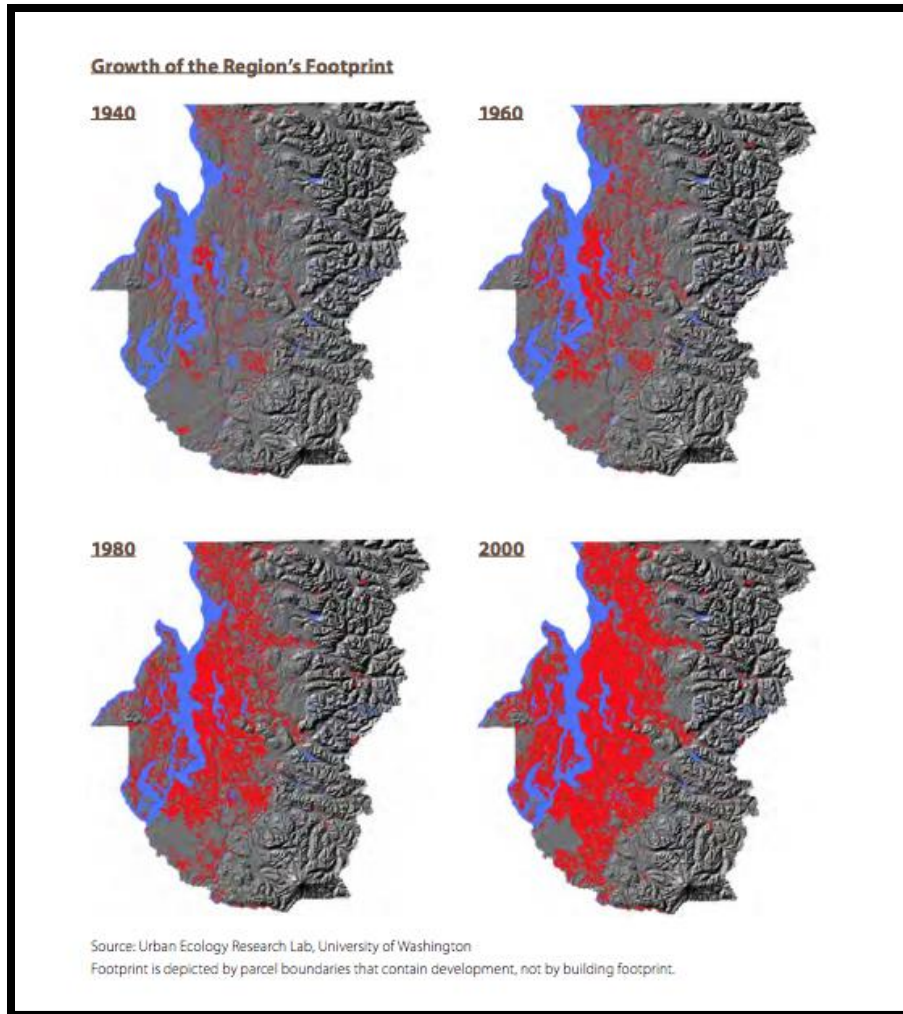 Growth of the Region's Footprint
1940
1960
1980
2000
Source: Urban Ecology Research Lab, University of Washington
Footprint is depicted by parcel boundaries that contain development, not by building footprint.